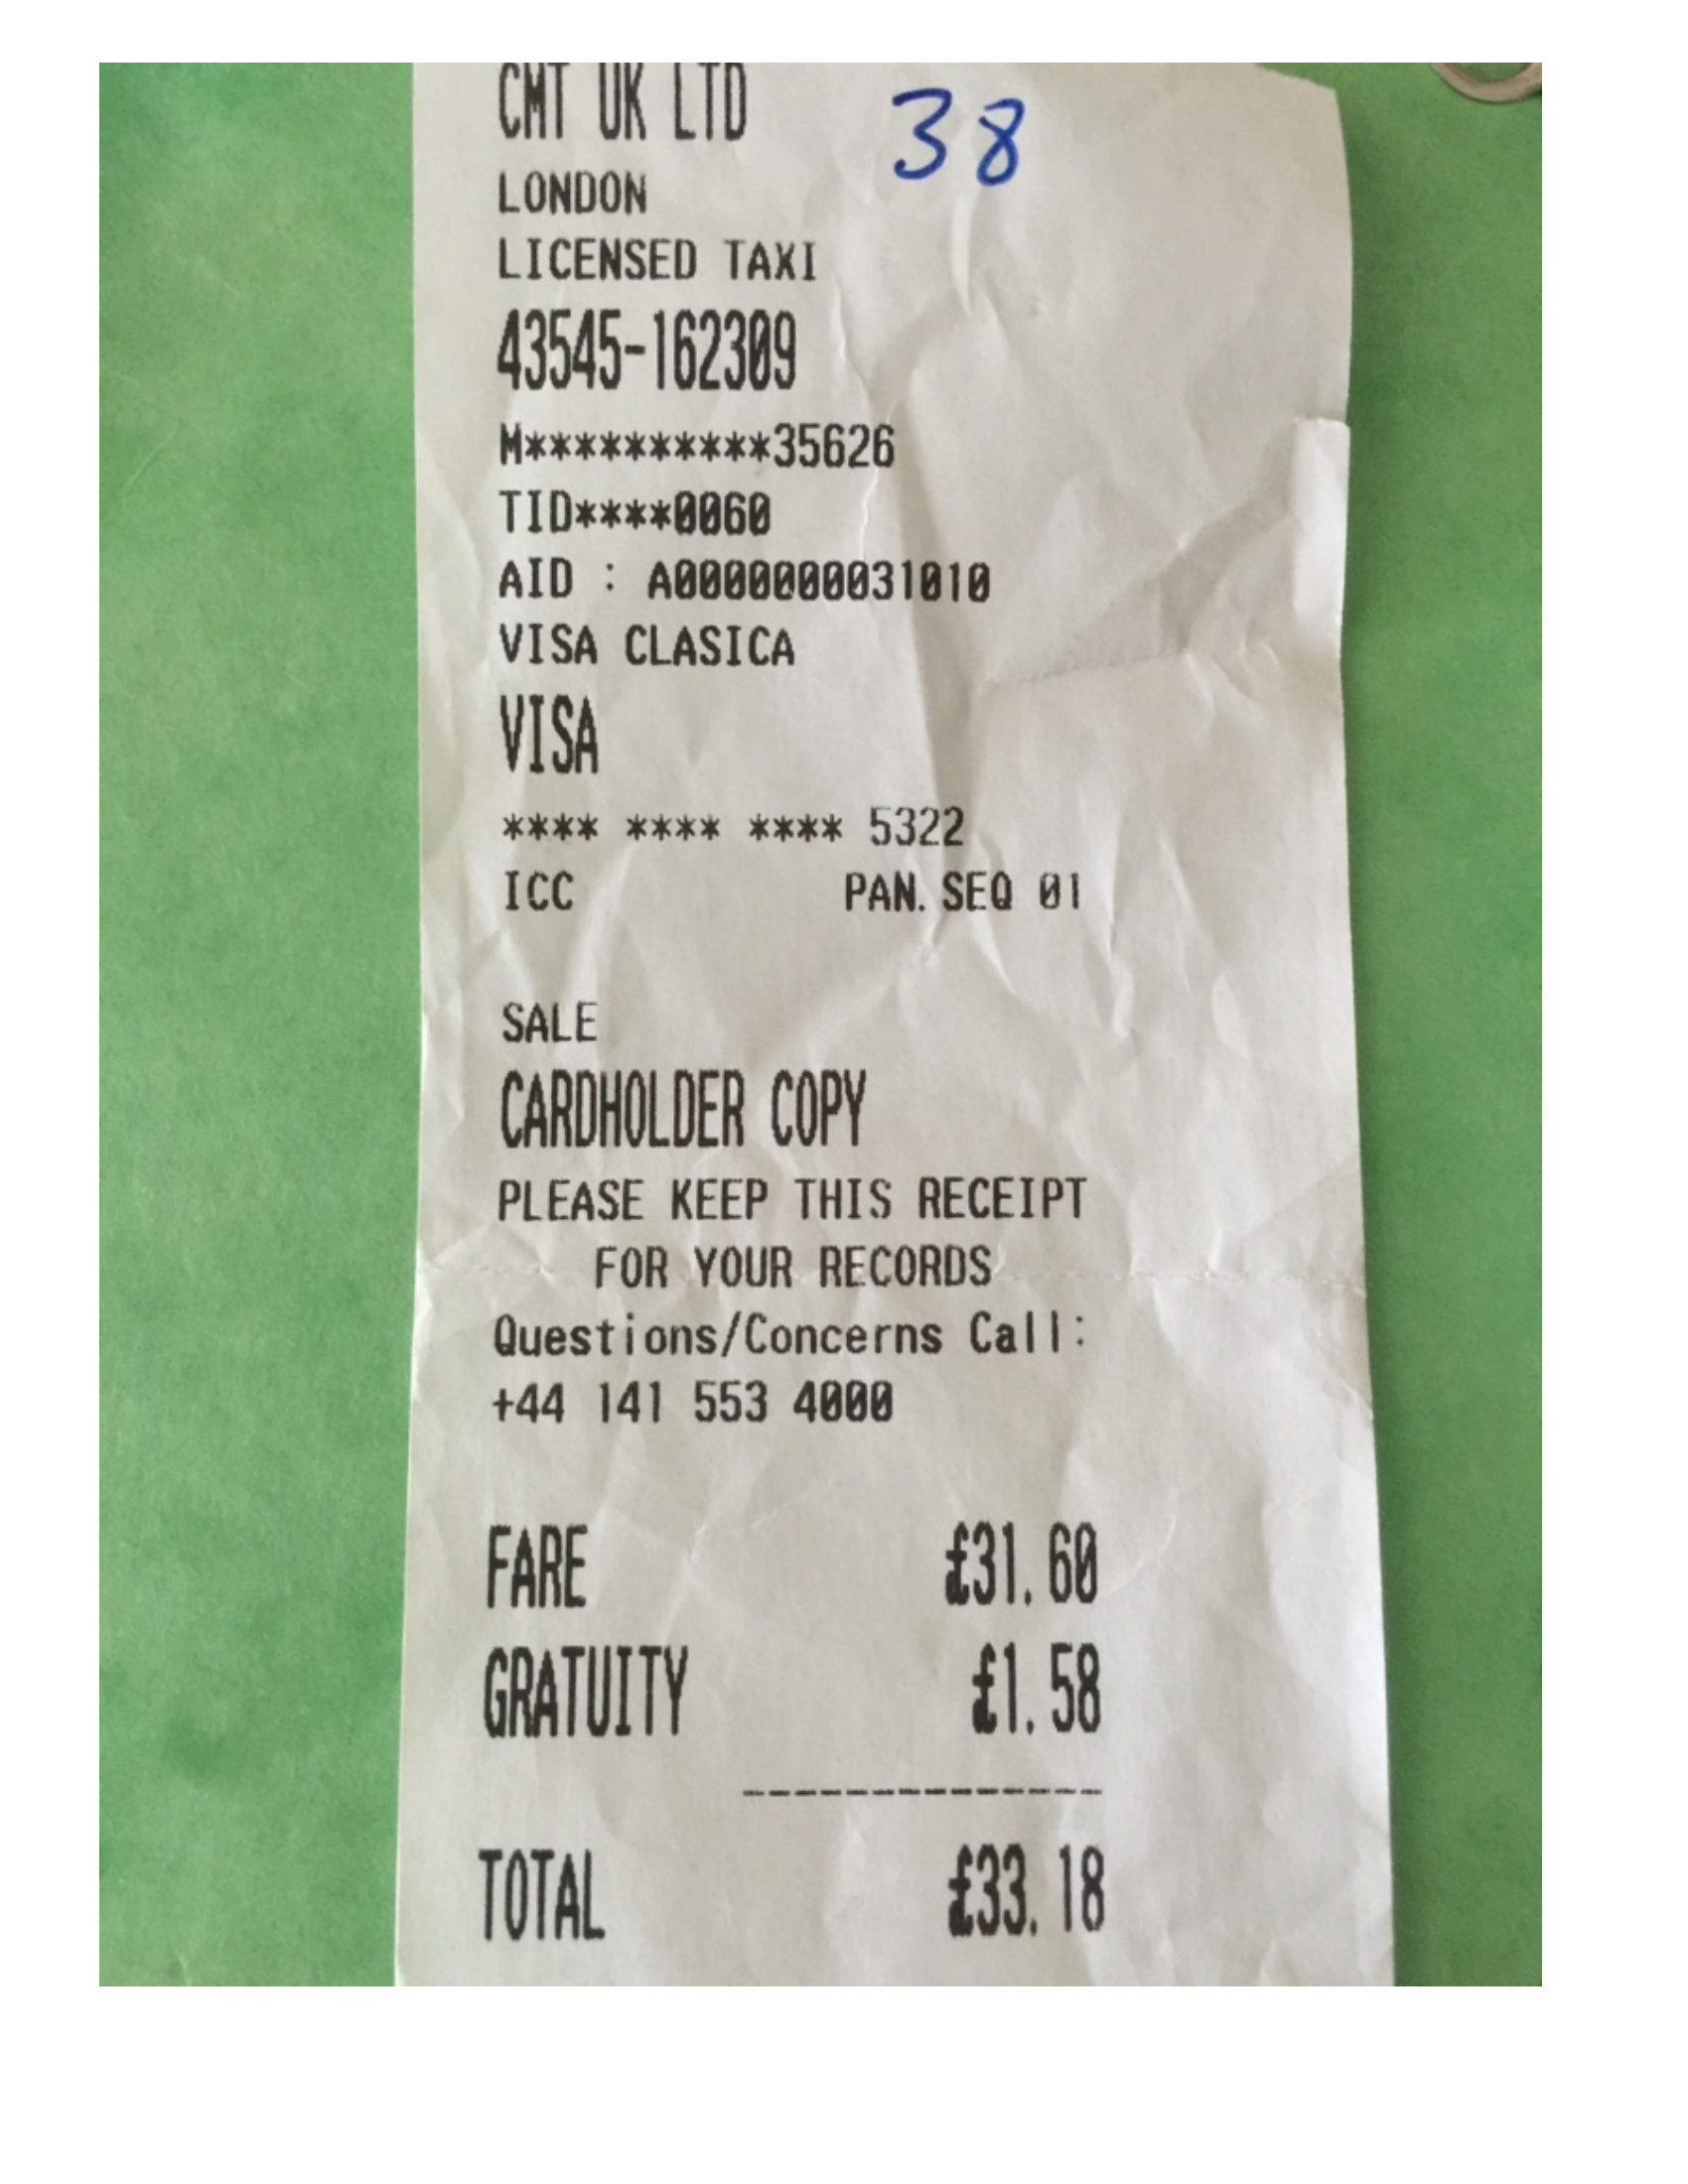 CMT UK LTD 38
LONDON
LICENSED TAXI
43545-162309
M**********35626
TID****0060
AID : A0000000031010
VISA CLASICA
VISA
**** **** **** 5322
ICC PAN. SEQ 01
SALE
CARDHOLDER COPY
PLEASE KEEP THIS RECEIPT
FOR YOUR RECORDS
Questions/Concerns Call:
+44 141 553 4000
FARE £31.60
GRATUITY £1.58
--------------
TOTAL £33.18